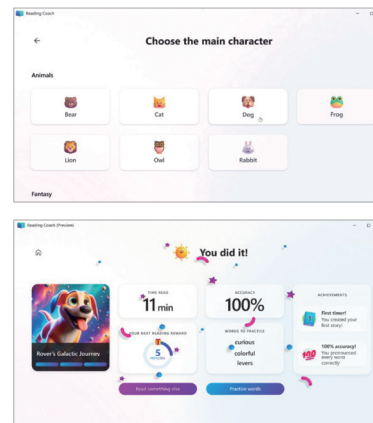 Reading Coach
Choose the main character
Animals
Bear
Cat
Dog
Frog
Lion
Owl
Rabbit
Fantasy
Reading Coach (Preview)
You did it!
Rover's Galactic Journey
TIME READ
11 min
YOUR NEXT READING REWARD
5
ACCURACY
100%
WORDS TO PRACTICE
curious
colorful
levers
ACHIEVEMENTS
First timer!
You created your
first story!
100
100% accuracy!
You pronounced
every word
correctly.
Read something else
Practice words